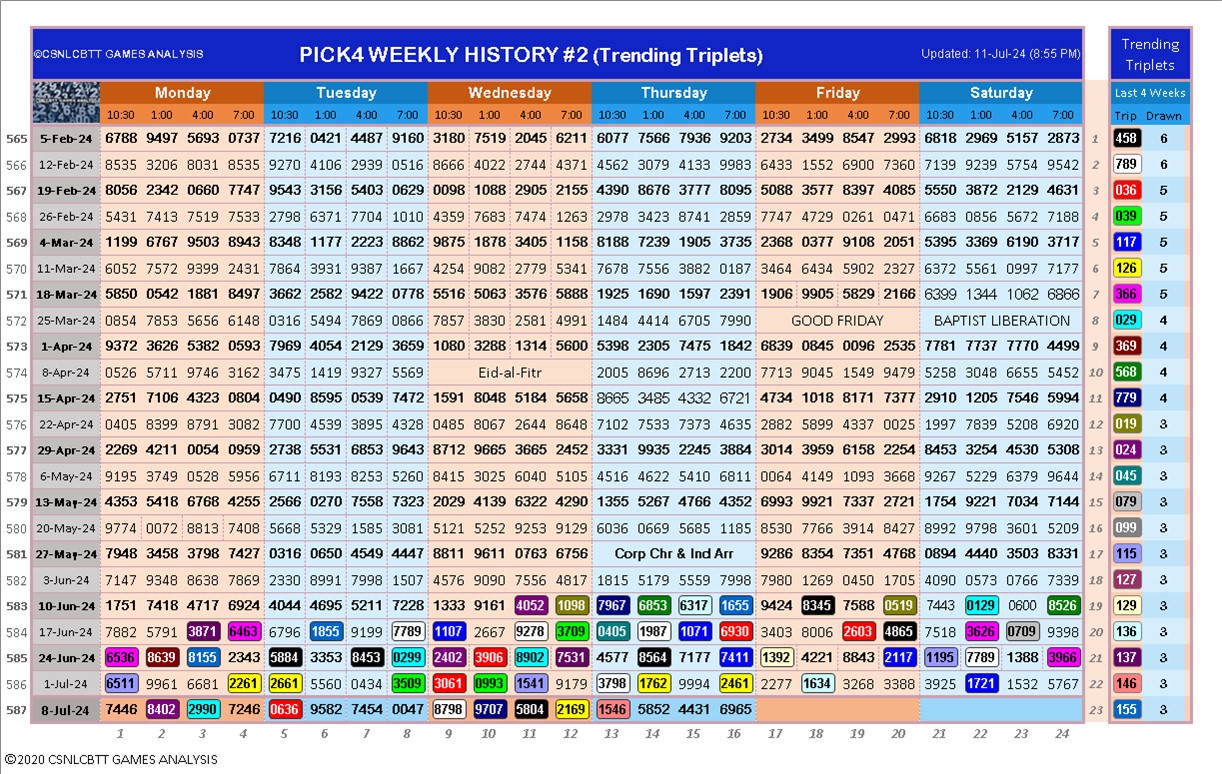 ©CSNLCBTT GAMES ANALYSIS PICK4 WEEKLY HISTORY #2 (Trending Triplets) Updated: 11-Jul-24 (8:55 PM) Trending Triplets
Monday Tuesday Wednesday Thursday Friday Saturday Last 4 Weeks
10:30 1:00 4:00 7:00 10:30 1:00 4:00 7:00 10:30 1:00 4:00 7:00 10:30 1:00 4:00 7:00 10:30 1:00 4:00 7:00 10:30 1:00 4:00 7:00 Trip Drawn
565 5-Feb-24 6788 9497 5693 0737 7216 0421 4487 9160 3180 7519 2045 6211 6077 7566 7936 9203 2734 3499 8547 2993 6818 2969 5157 2873 1 458 6
566 12-Feb-24 8535 3206 8031 8535 9270 4106 2939 0516 8666 4022 2744 4371 4562 3079 4133 9983 6433 1552 6900 7360 7139 9239 5754 9542 2 789 6
567 19-Feb-24 8056 2342 0660 7747 9543 3156 5403 0629 0098 1088 2905 2155 4390 8676 3777 8095 5088 3577 8397 4085 5550 3872 2129 4631 3 036 5
568 26-Feb-24 5431 7413 7519 7533 2798 6371 7704 1010 4359 7683 7474 1263 2978 3423 8741 2859 7747 4729 0261 0471 6683 0856 5672 7188 4 039 5
569 4-Mar-24 1199 6767 9503 8943 8348 1177 2223 8862 9875 1878 3405 1158 8188 7239 1905 3735 2368 0377 9108 2051 5395 3369 6190 3717 5 117 5
570 11-Mar-24 6052 7572 9399 2431 7864 3931 9387 1667 4254 9082 2779 5341 7678 7556 3882 0187 3464 6434 5902 2327 6372 5561 0997 7177 6 126 5
571 18-Mar-24 5850 0542 1881 8497 3662 2582 9422 0778 5516 5063 3576 5888 1925 1690 1597 2391 1906 9905 5829 2166 6399 1344 1062 6866 7 366 5
572 25-Mar-24 0854 7853 5656 6148 0316 5494 7869 0866 7857 3830 2581 4991 1484 4414 6705 7990 GOOD FRIDAY BAPTIST LIBERATION 8 029 4
573 1-Apr-24 9372 3626 5382 0593 7969 4054 2129 3659 1080 3288 1314 5600 5398 2305 7475 1842 6839 0845 0096 2535 7781 7737 7770 4499 9 369 4
574 8-Apr-24 0526 5711 9746 3162 3475 1419 9327 5569 Eid-al-Fitr 2005 8696 2713 2200 7713 9045 1549 9479 5258 3048 6655 5452 10 568 4
575 15-Apr-24 2751 7106 4323 0804 0490 8595 0539 7472 1591 8048 5184 5658 8665 3485 4332 6721 4734 1018 8171 7377 2910 1205 7546 5994 11 779 4
576 22-Apr-24 0405 8399 8791 3082 7700 4539 3895 4328 0485 8067 2644 8648 7102 7533 7373 4635 2882 5899 4337 0025 1997 7839 5208 6920 12 019 3
577 29-Apr-24 2269 4211 0054 0959 2738 5531 6853 9643 8712 9665 3665 2452 3331 9935 2245 3884 3014 3959 6158 2254 8453 3254 4530 5308 13 024 3
578 6-May-24 9195 3749 0528 5956 6711 8193 8253 5260 8415 3025 6040 5105 4516 4622 5410 6811 0064 4149 1093 3668 9267 5229 6379 9644 14 045 3
579 13-May-24 4353 5418 6768 4255 2566 0270 7558 7323 2029 4139 6322 4290 1355 5267 4766 4352 6993 9921 7337 2721 1754 9221 7034 7144 15 079 3
580 20-May-24 9774 0072 8813 7408 5668 5329 1585 3081 5121 5252 9253 9129 6036 0669 5685 1185 8530 7766 3914 8427 8992 9798 3601 5209 16 099 3
581 27-May-24 7948 3458 3798 7427 0316 0650 4549 4447 8811 9611 0763 6756 Corp Chr & Ind Arr 9286 8354 7351 4768 0894 4440 3503 8331 17 115 3
582 3-Jun-24 7147 9348 8638 7869 2330 8991 7998 1507 4576 9090 7556 4817 1815 5179 5559 7998 7980 1269 0450 1705 4090 0573 0766 7339 18 127 3
583 10-Jun-24 1751 7418 4717 6924 4044 4695 5211 7228 1333 9161 4052 1098 7967 6853 6317 1655 9424 8345 7588 0519 7443 0129 0600 8526 19 129 3
584 17-Jun-24 7882 5791 3871 6463 6796 1855 9199 7789 1107 2667 9278 3709 0405 1987 1071 6930 3403 8006 2603 4865 7518 3626 0709 9398 20 136 3
585 24-Jun-24 6536 8639 8155 2343 5884 3353 8453 0299 2402 3906 8902 7531 4577 8564 7177 7411 1392 4221 8843 2117 1195 7789 1388 3966 21 137 3
586 1-Jul-24 6511 9961 6681 2261 2661 5560 0434 3509 3061 0993 1541 9179 3798 1762 9994 2461 2277 1634 3268 3388 3925 1721 1532 5767 22 146 3
587 8-Jul-24 7446 8402 2990 7246 0636 9582 7454 0047 8798 9707 5804 2169 1546 5852 4431 6965 23 155 3
1 2 3 4 5 6 7 8 9 10 11 12 13 14 15 16 17 18 19 20 21 22 23 24
©2020 CSNLCBTT GAMES ANALYSIS